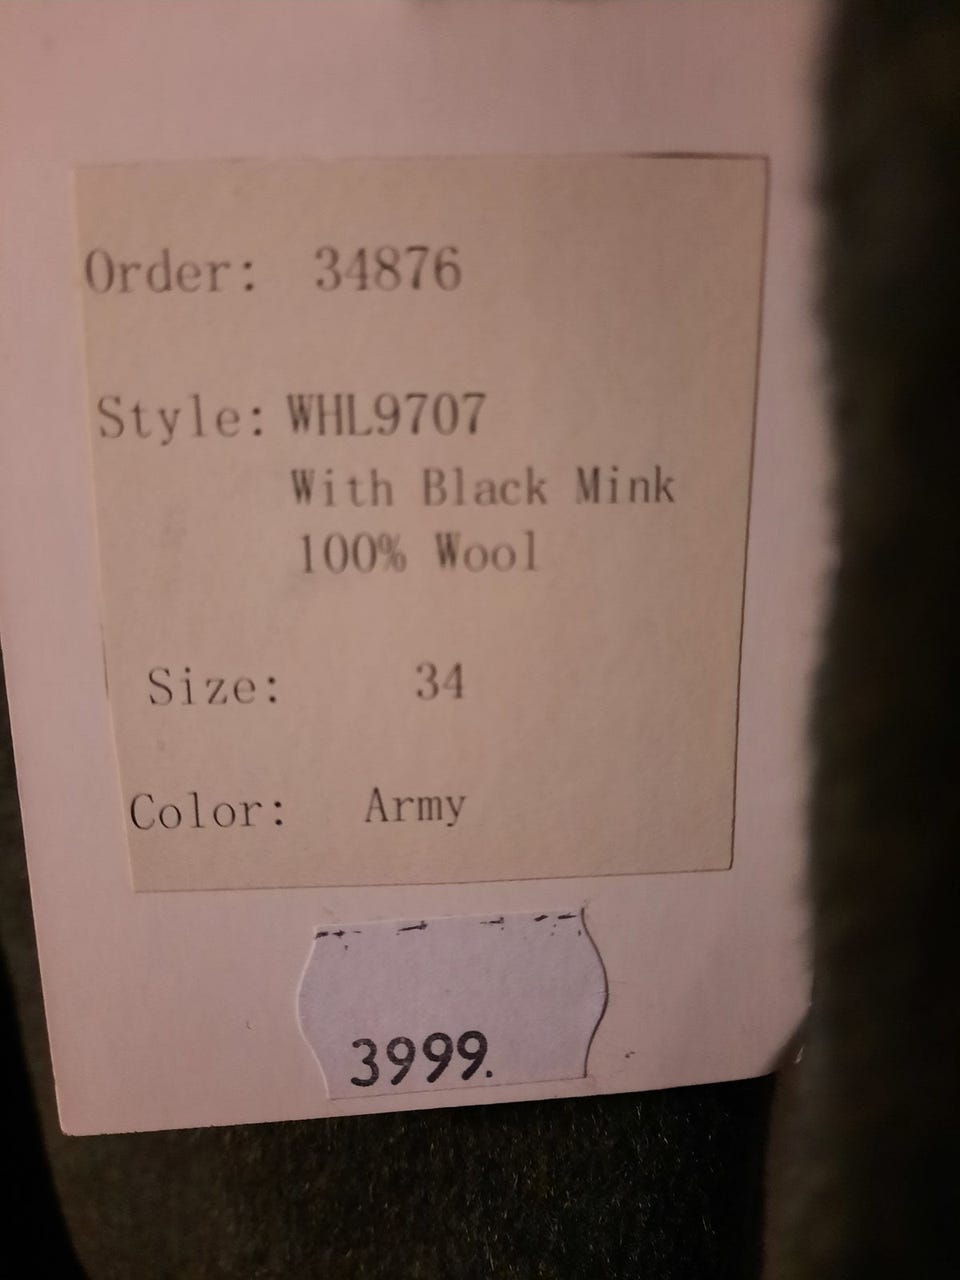 Order: 34876
Style: WHL9707
With Black Mink
100% Wool
Size: 34
Color: Army
3999.